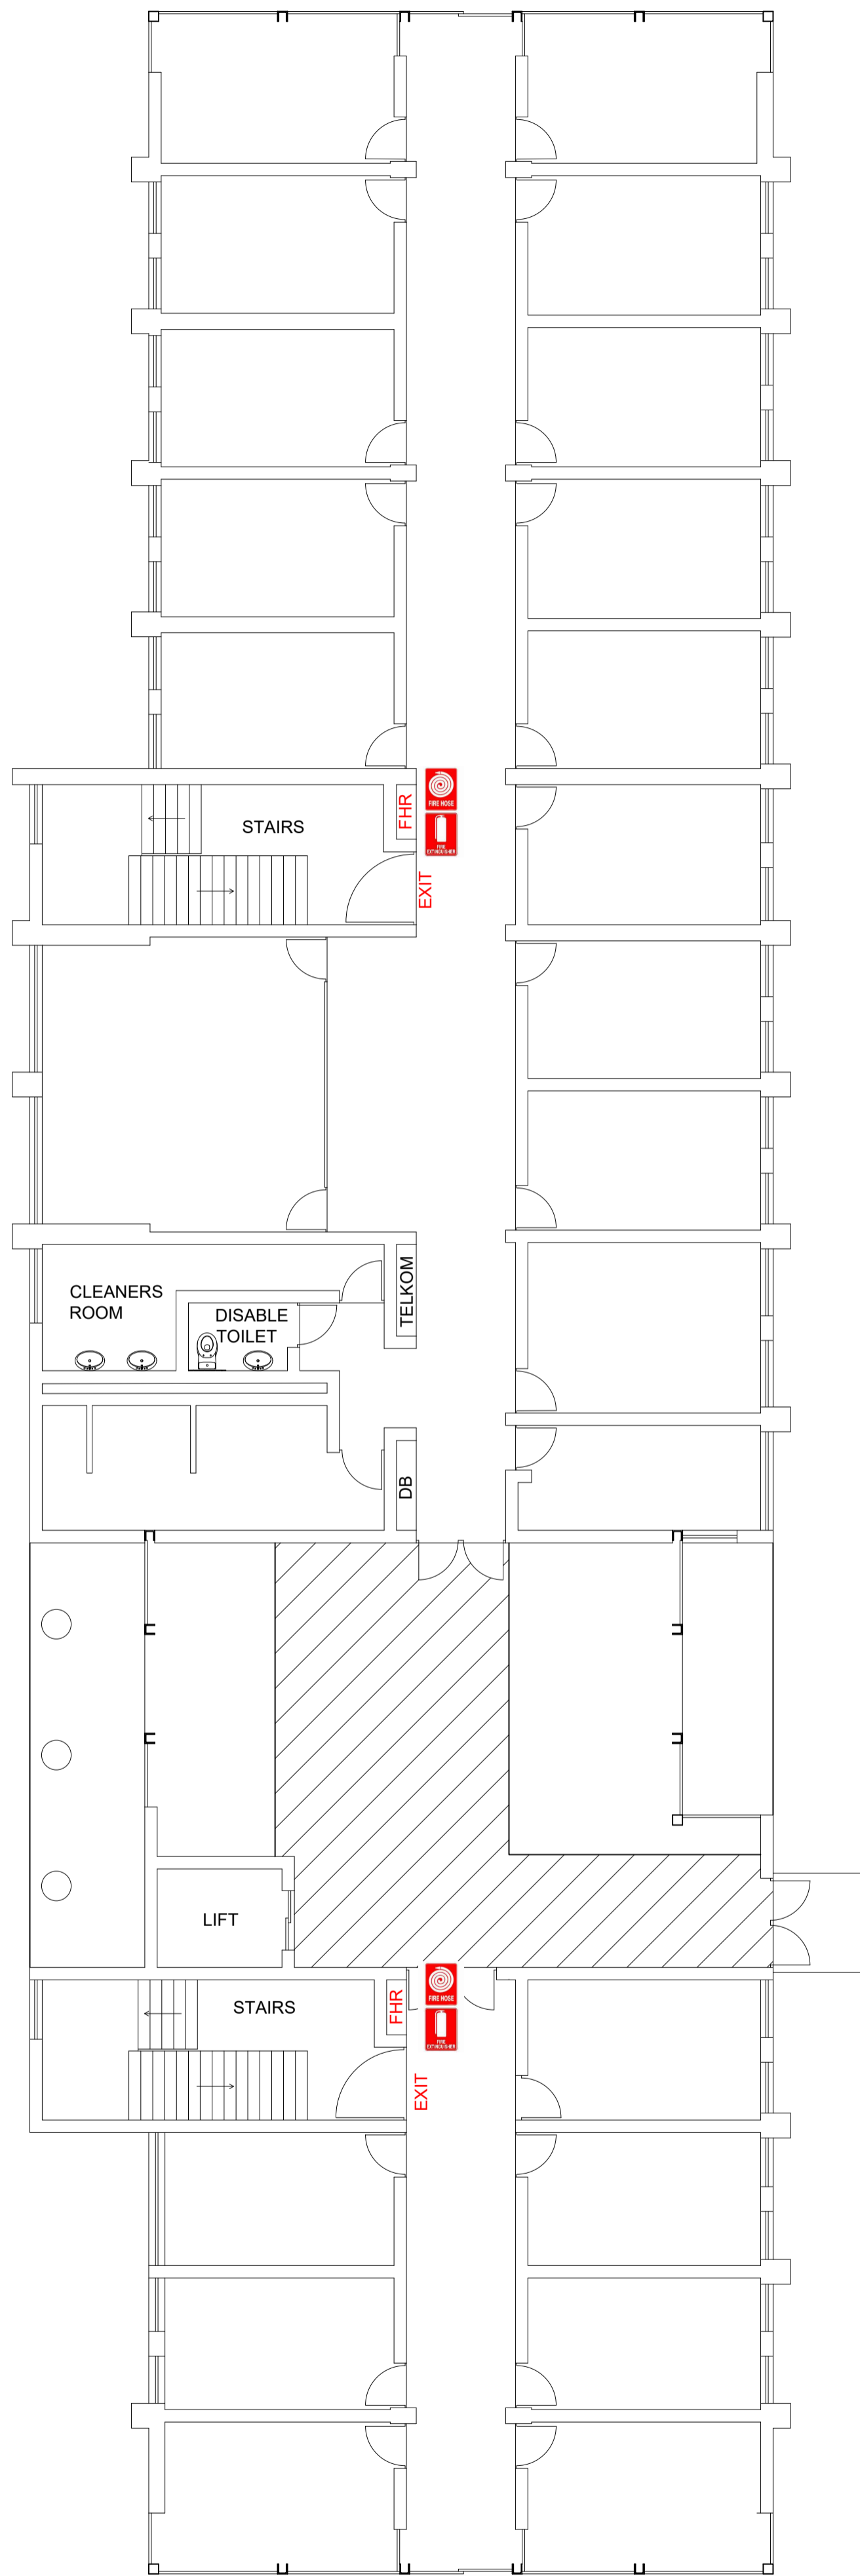 FIRE HOSE
FHR
STAIRS
FIRE
EXTINGUISHER
EXIT
TELKOM
CLEANERS
ROOM
DISABLE
TOILET
DB
LIFT
FIRE HOSE
FHR
STAIRS
FIRE
EXTINGUISHER
EXIT